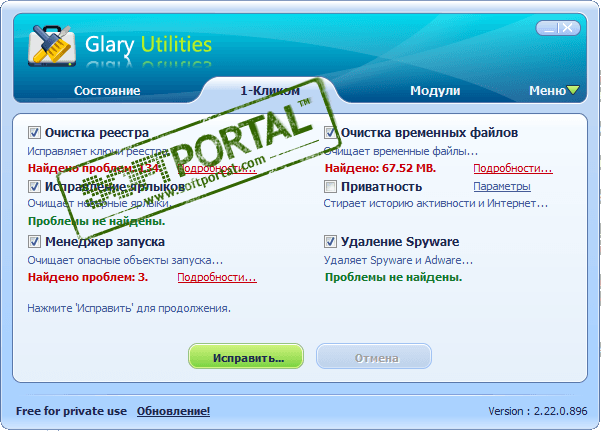 Glary Utilities
Состояние 1-Кликом Модули Меню
Очистка реестра
Исправляет ключи реестра...
Найдено проблем: 134. Подробности...
Очистка временных файлов
Очищает временные файлы...
Найдено: 67.52 MB. Подробности...
Исправление ярлыков
Очищает неверные ярлыки...
Проблемы не найдены.
Приватность Параметры
Стирает историю активности и Интернет...
Менеджер запуска
Очищает опасные объекты запуска...
Найдено проблем: 3. Подробности...
Удаление Spyware
Удаляет Spyware и Adware...
Проблемы не найдены.
Нажмите 'Исправить' для продолжения.
Исправить... Отмена
Free for private use Обновление! Version : 2.22.0.896
SOFTPORTAL™
www.softportal.com